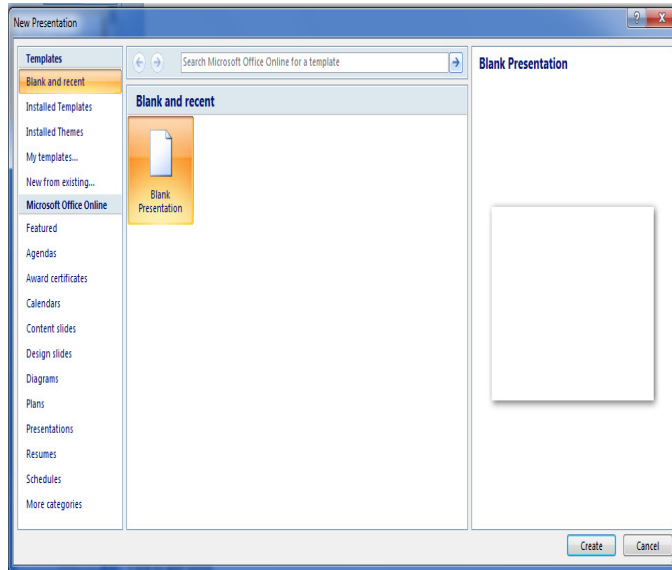 New Presentation
? X
Templates
Blank and recent
Installed Templates
Installed Themes
My templates...
New from existing...
Microsoft Office Online
Featured
Agendas
Award certificates
Calendars
Content slides
Design slides
Diagrams
Plans
Presentations
Resumes
Schedules
More categories
Search Microsoft Office Online for a template
Blank and recent
Blank
Presentation
Blank Presentation
Create
Cancel